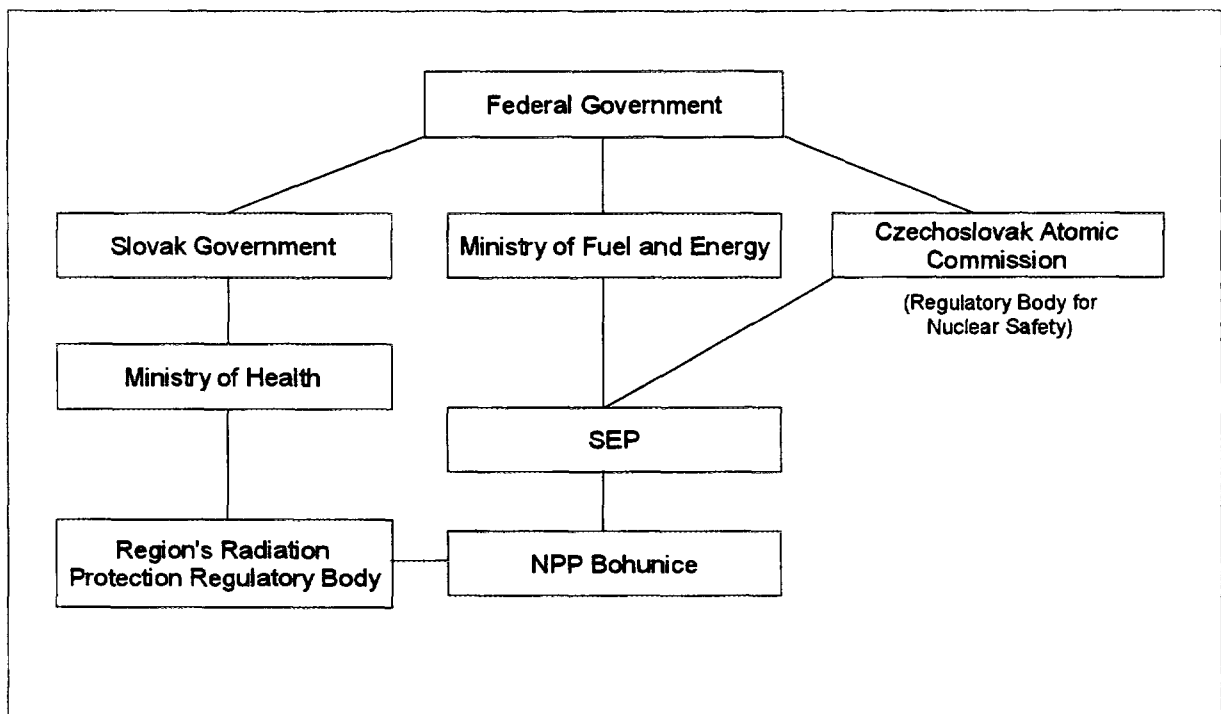 Federal Government
Slovak Government
Ministry of Fuel and Energy
Czechoslovak Atomic
Commission
(Regulatory Body for
Nuclear Safety)
Ministry of Health
SEP
Region's Radiation
Protection Regulatory Body
NPP Bohunice